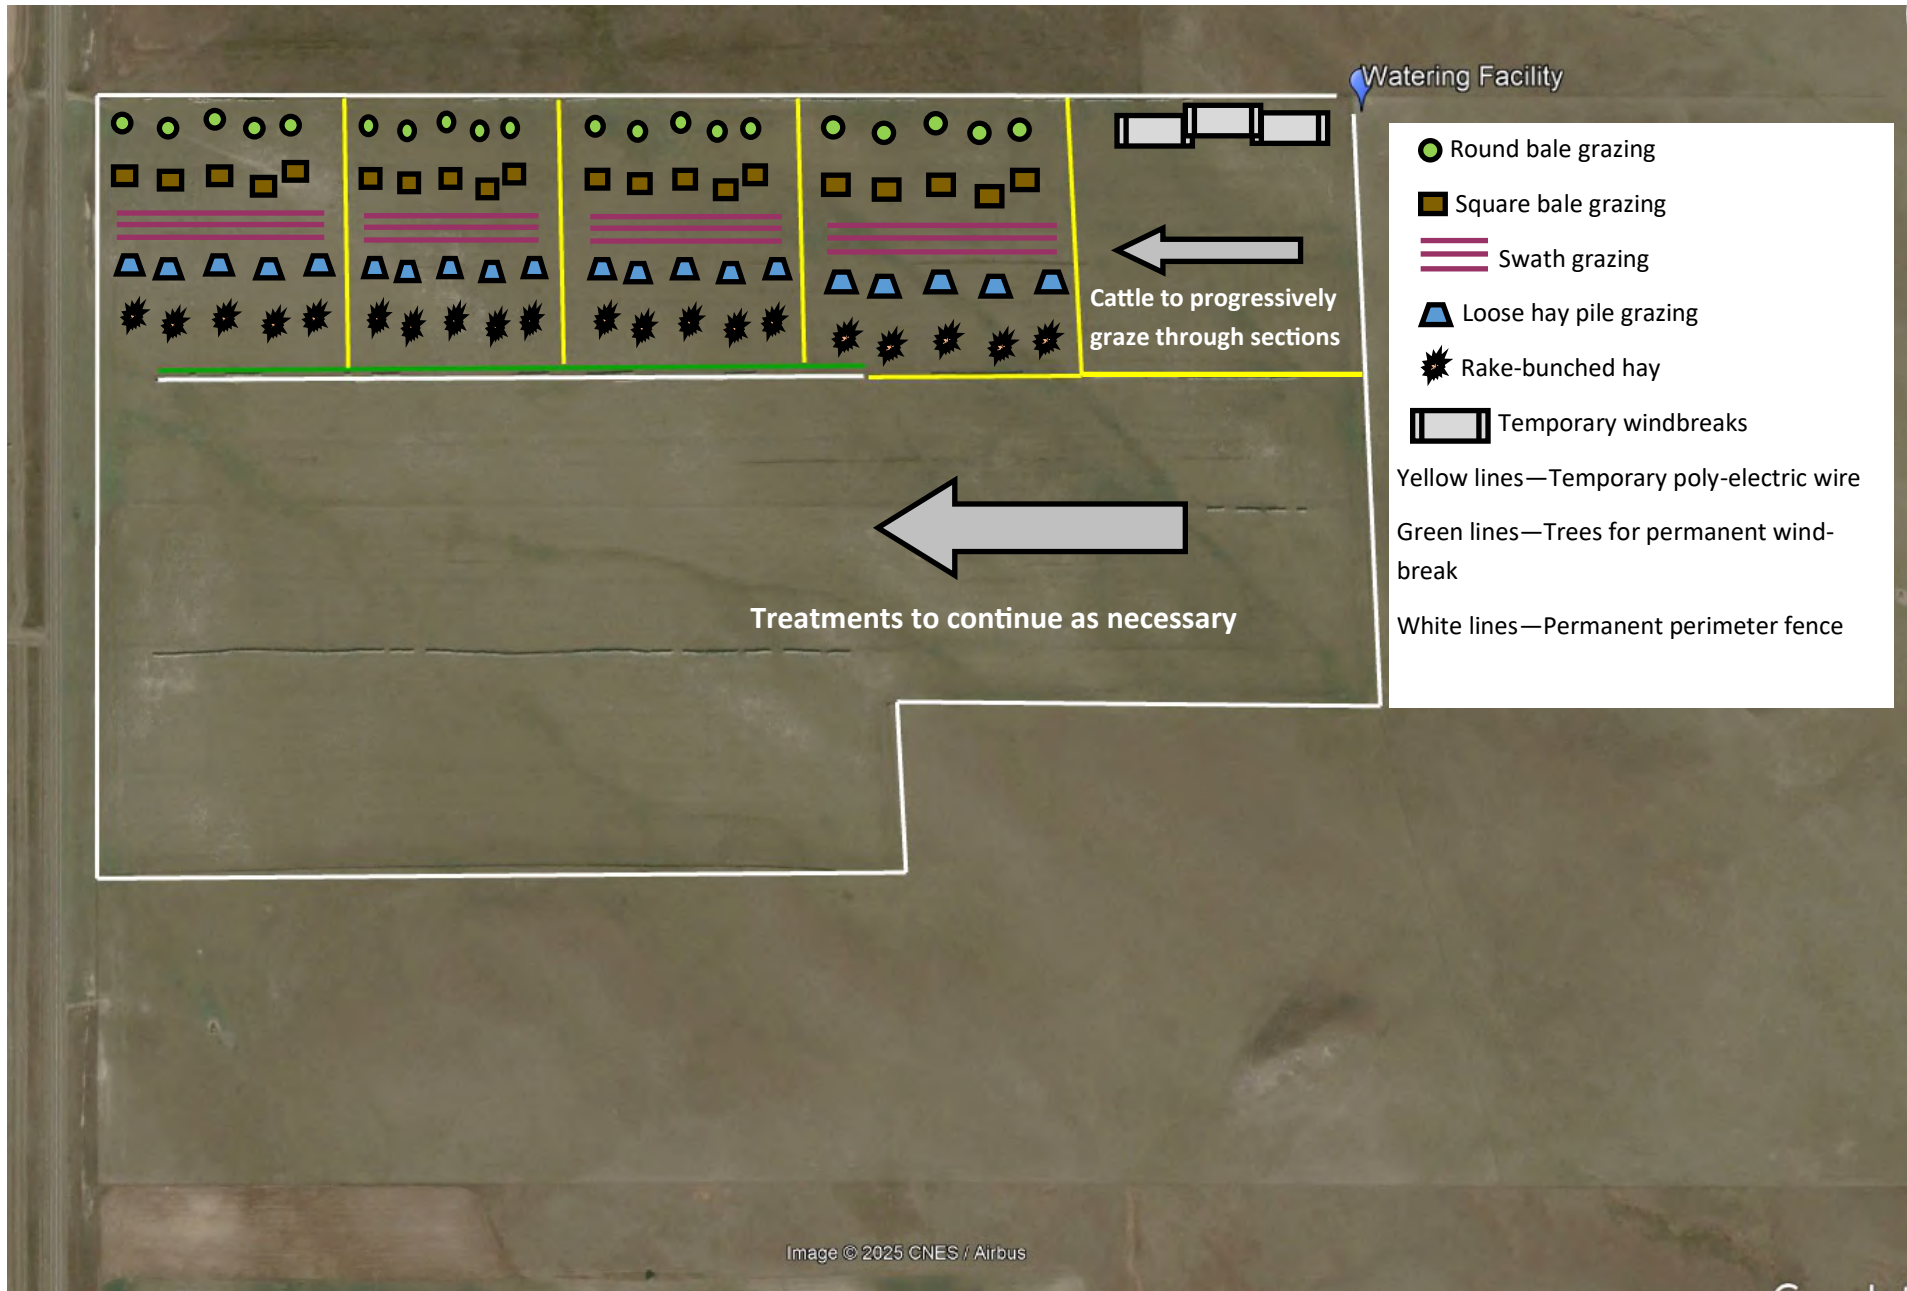 Watering Facility
Round bale grazing
Square bale grazing
Swath grazing
Cattle to progressively
graze through sections
Loose hay pile grazing
Rake-bunched hay
Temporary windbreaks
Yellow lines—Temporary poly-electric wire
Green lines—Trees for permanent wind-
break
White lines—Permanent perimeter fence
Treatments to continue as necessary
Image © 2025 CNES / Airbus